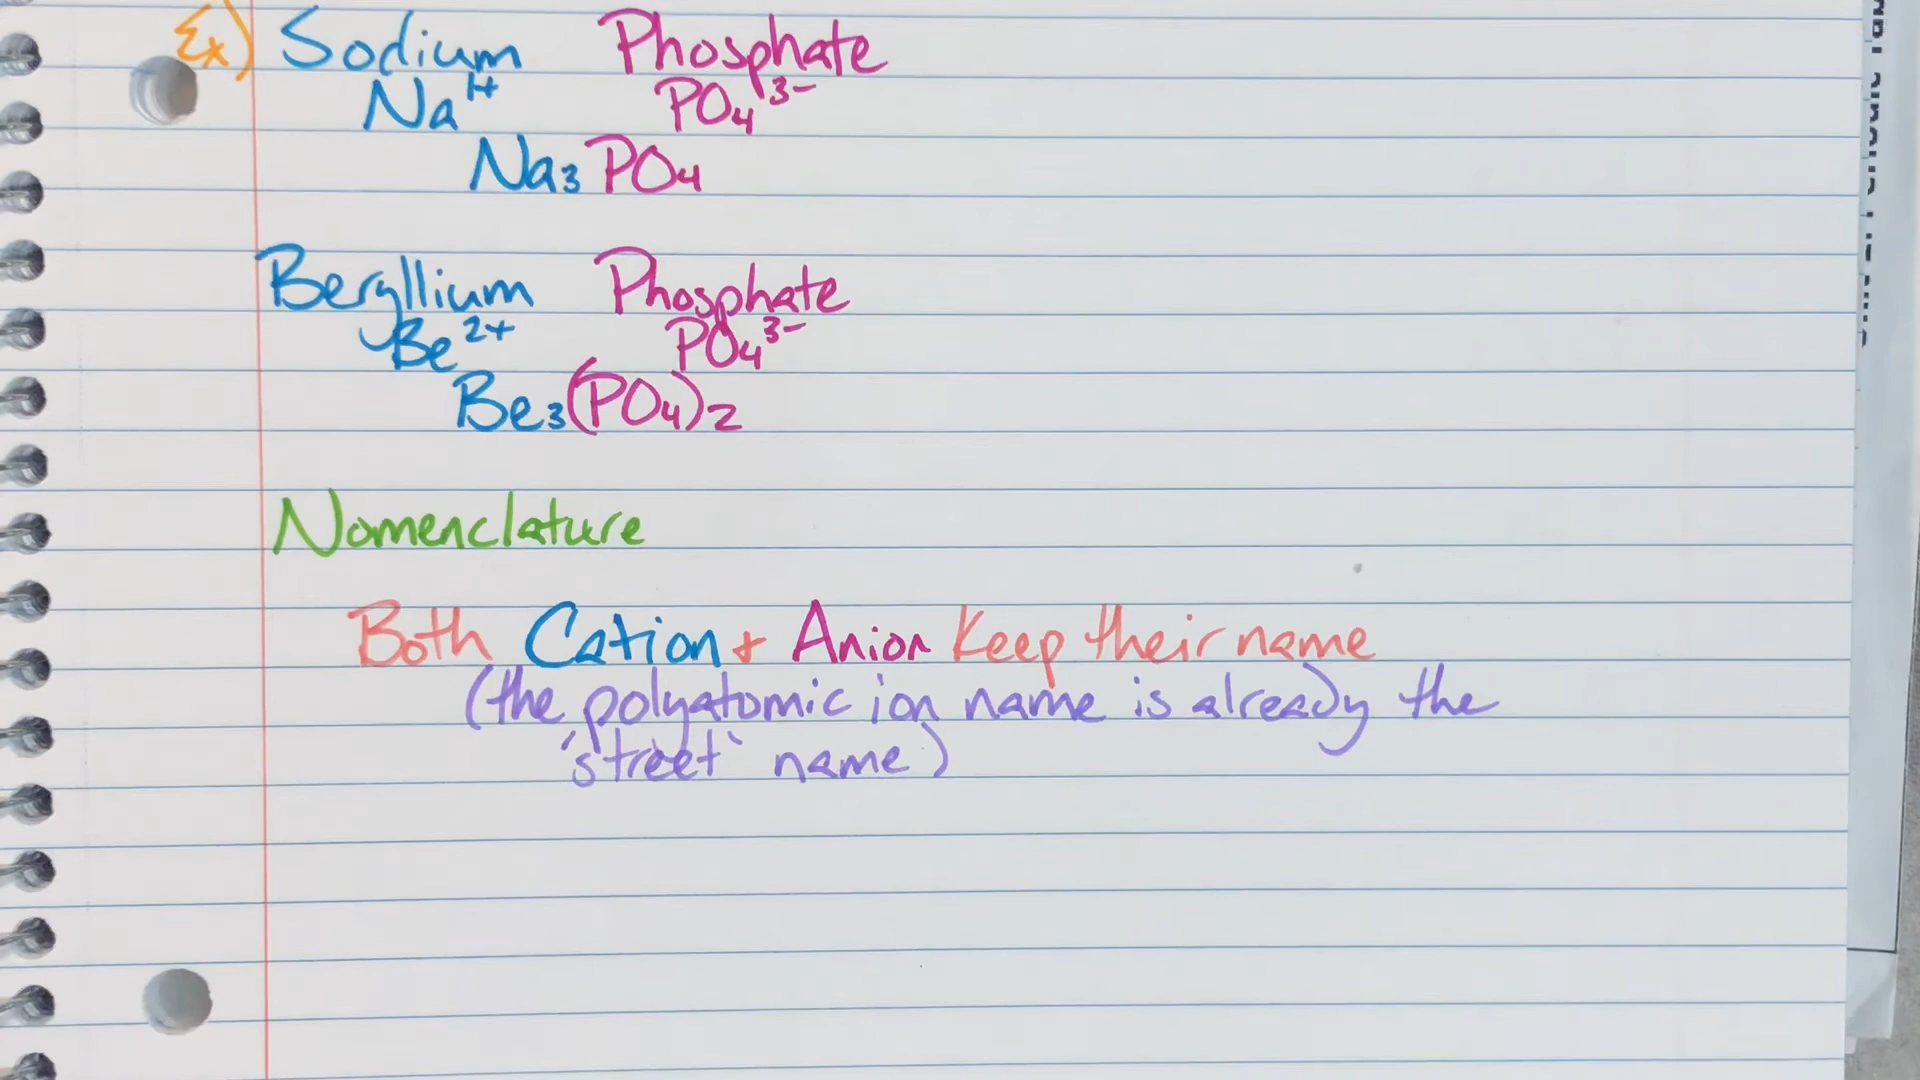 Ex) Sodium Phosphate
Na¹⁺ PO₄³⁻
Na₃PO₄
Beryllium Phosphate
Be²⁺ PO₄³⁻
Be₃(PO₄)₂
Nomenclature
Both Cation + Anion Keep their name
(the polyatomic ion name is already the
'street' name)